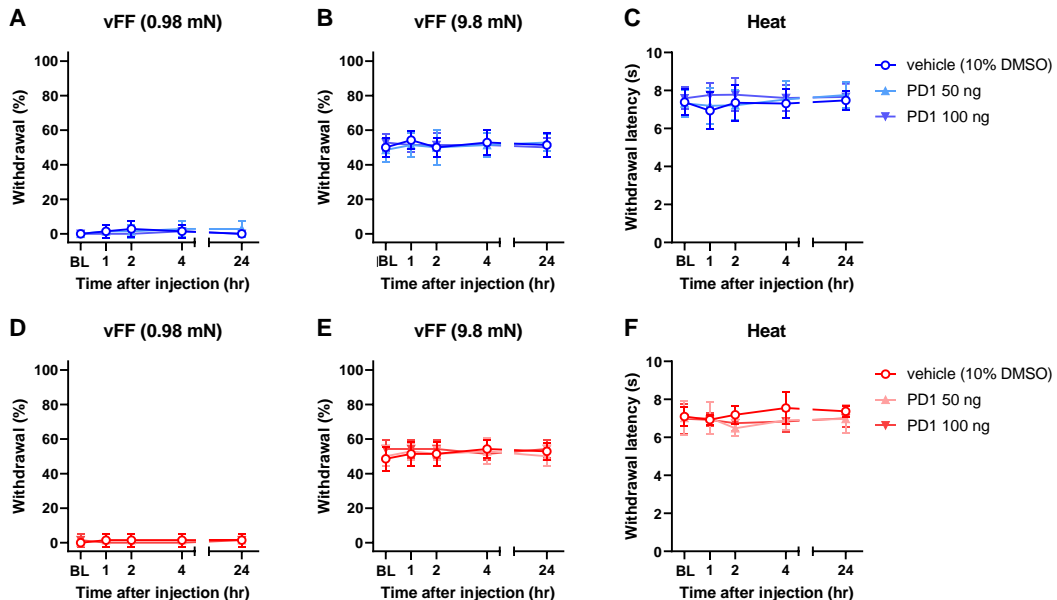 A vFF (0.98 mN)
100
80
60
40
20
0
Withdrawal (%)
BL 1 2 4 24
Time after injection (hr)
B vFF (9.8 mN)
100
80
60
40
20
0
Withdrawal (%)
BL 1 2 4 24
Time after injection (hr)
C Heat
10
8
6
4
2
0
Withdrawal latency (s)
BL 1 2 4 24
Time after injection (hr)
vehicle (10% DMSO)
PD1 50 ng
PD1 100 ng
D vFF (0.98 mN)
100
80
60
40
20
0
Withdrawal (%)
BL 1 2 4 24
Time after injection (hr)
E vFF (9.8 mN)
100
80
60
40
20
0
Withdrawal (%)
BL 1 2 4 24
Time after injection (hr)
F Heat
10
8
6
4
2
0
Withdrawal latency (s)
BL 1 2 4 24
Time after injection (hr)
vehicle (10% DMSO)
PD1 50 ng
PD1 100 ng